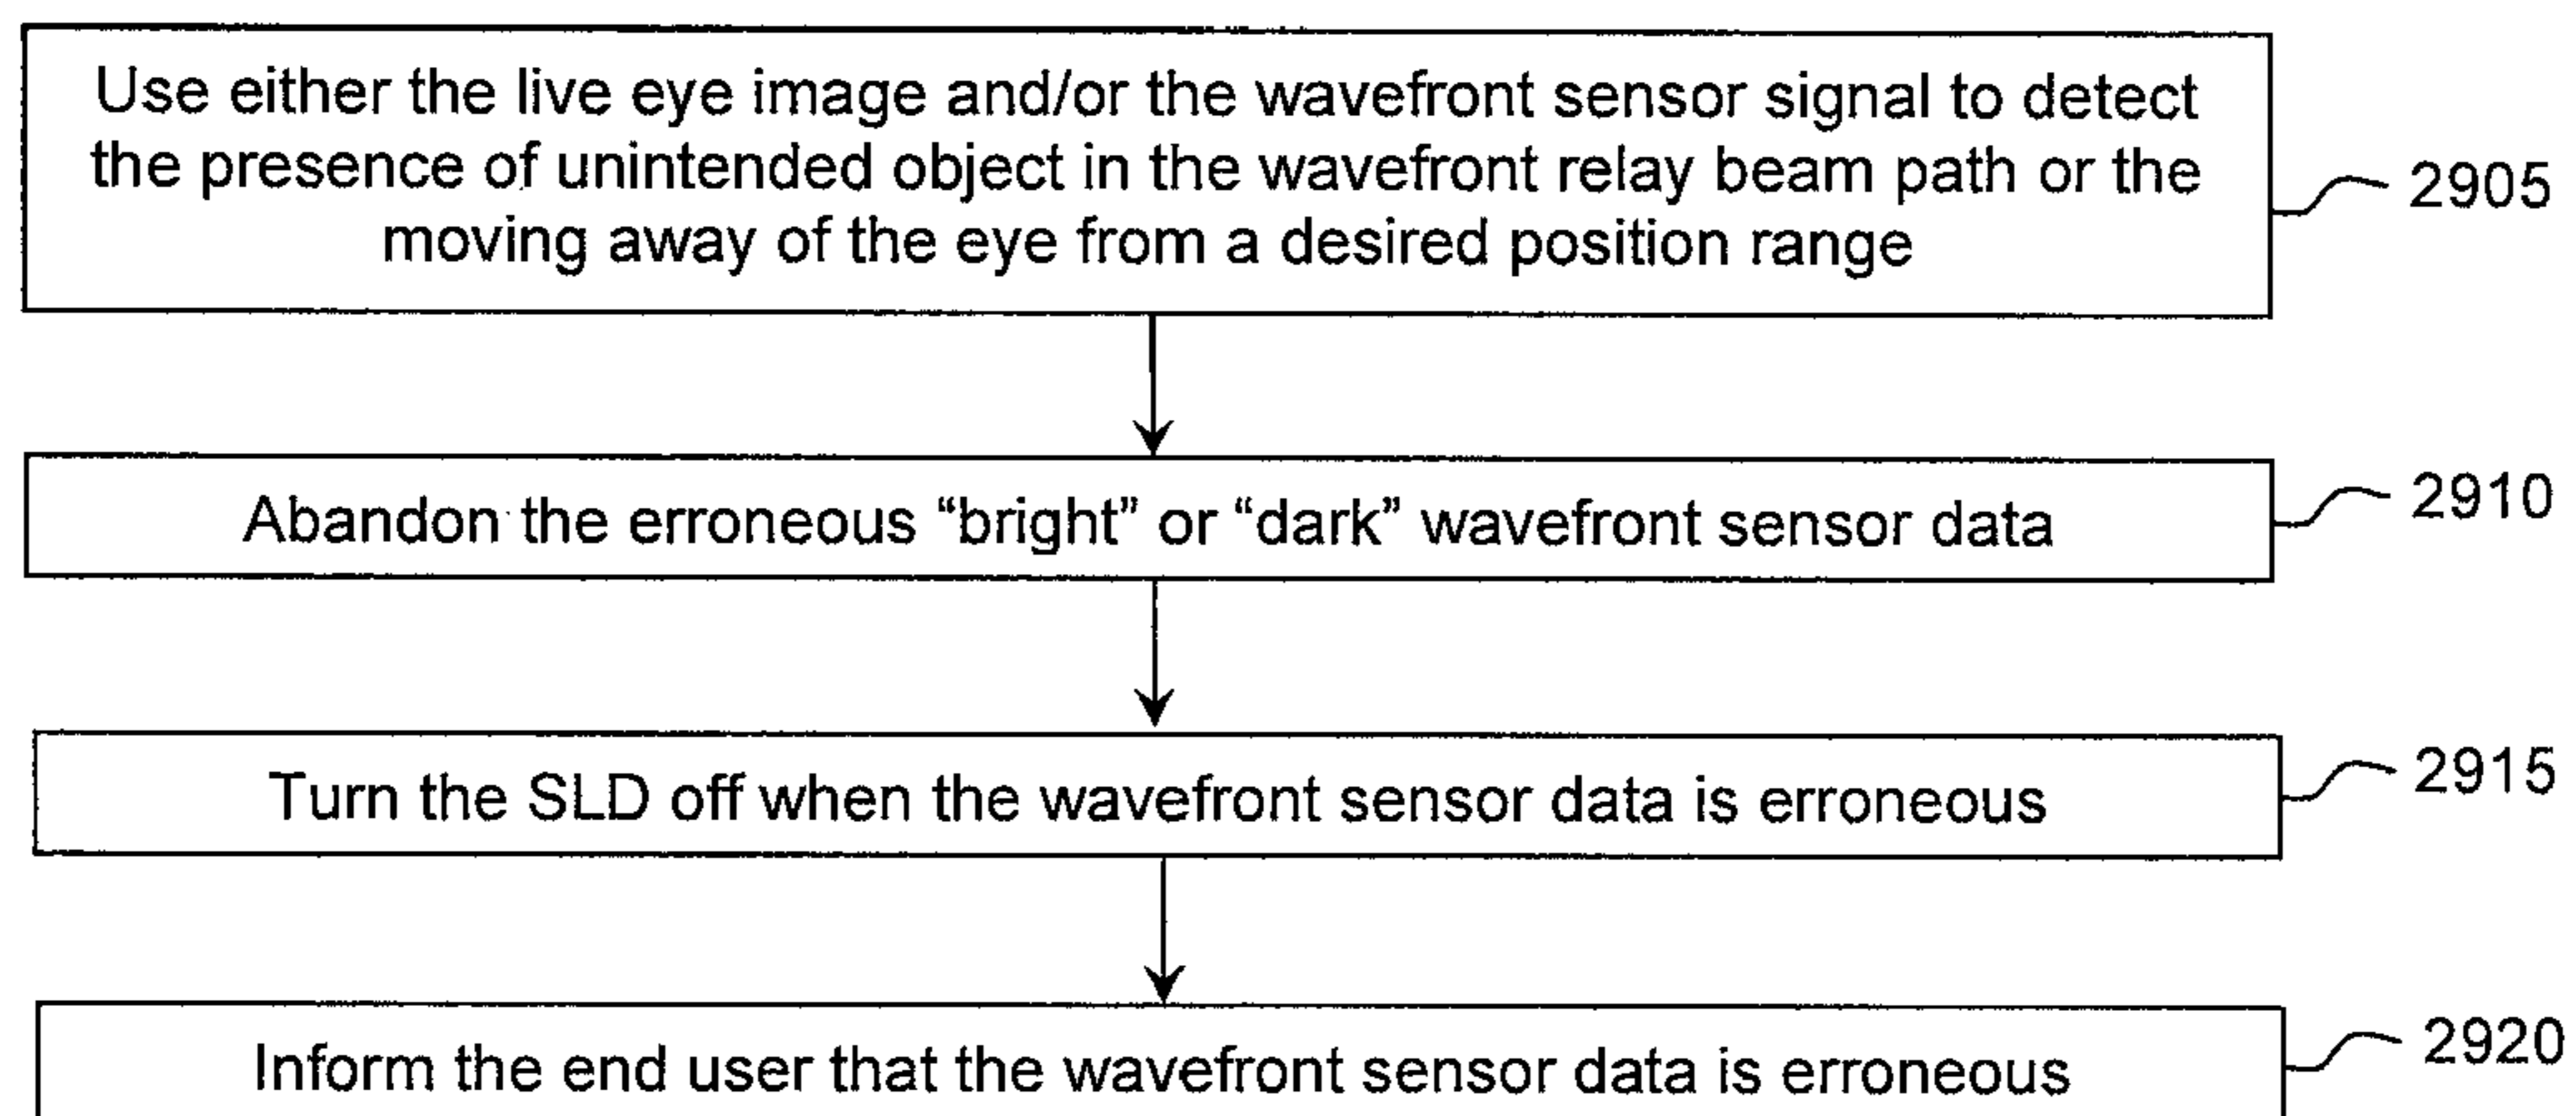 Use either the live eye image and/or the wavefront sensor signal to detect
the presence of unintended object in the wavefront relay beam path or the
moving away of the eye from a desired position range
2905
Abandon the erroneous “bright” or “dark” wavefront sensor data
2910
Turn the SLD off when the wavefront sensor data is erroneous
2915
Inform the end user that the wavefront sensor data is erroneous
2920